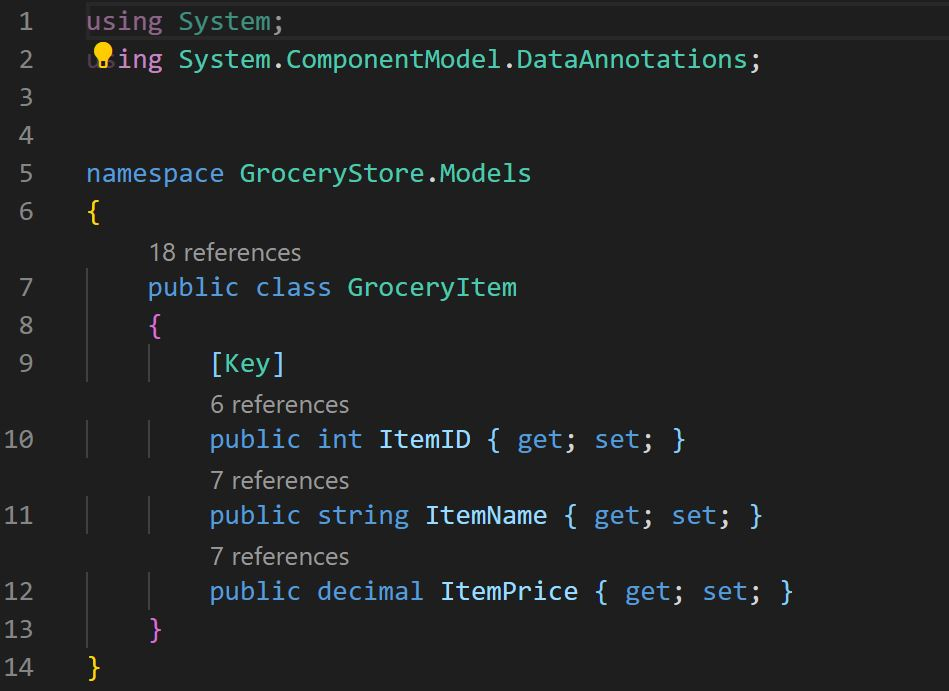 1 using System;
2 using System.ComponentModel.DataAnnotations;
3
4
5 namespace GroceryStore.Models
6 {
18 references
7 public class GroceryItem
8 {
9 [Key]
6 references
10 public int ItemID { get; set; }
7 references
11 public string ItemName { get; set; }
7 references
12 public decimal ItemPrice { get; set; }
13 }
14 }